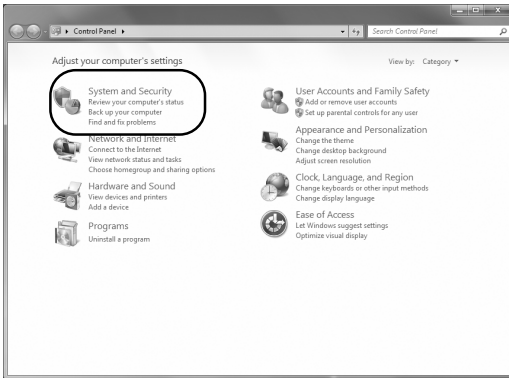 Control Panel
Search Control Panel
Adjust your computer's settings
View by: Category
System and Security
Review your computer's status
Back up your computer
Find and fix problems
Network and Internet
Connect to the Internet
View network status and tasks
Choose homegroup and sharing options
Hardware and Sound
View devices and printers
Add a device
Programs
Uninstall a program
User Accounts and Family Safety
Add or remove user accounts
Set up parental controls for any user
Appearance and Personalization
Change the theme
Change desktop background
Adjust screen resolution
Clock, Language, and Region
Change keyboards or other input methods
Change display language
Ease of Access
Let Windows suggest settings
Optimize visual display